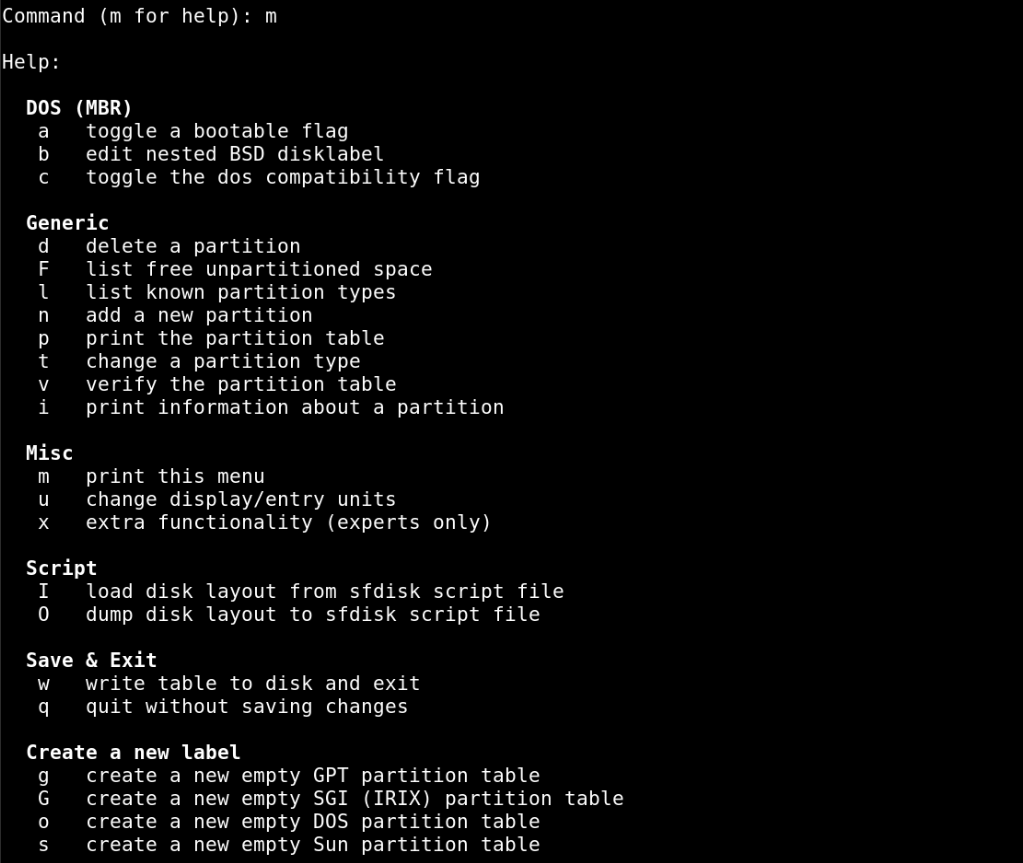 Command (m for help): m
Help:
DOS (MBR)
a   toggle a bootable flag
b   edit nested BSD disklabel
c   toggle the dos compatibility flag
Generic
d   delete a partition
F   list free unpartitioned space
l   list known partition types
n   add a new partition
p   print the partition table
t   change a partition type
v   verify the partition table
i   print information about a partition
Misc
m   print this menu
u   change display/entry units
x   extra functionality (experts only)
Script
I   load disk layout from sfdisk script file
O   dump disk layout to sfdisk script file
Save & Exit
w   write table to disk and exit
q   quit without saving changes
Create a new label
g   create a new empty GPT partition table
G   create a new empty SGI (IRIX) partition table
o   create a new empty DOS partition table
s   create a new empty Sun partition table